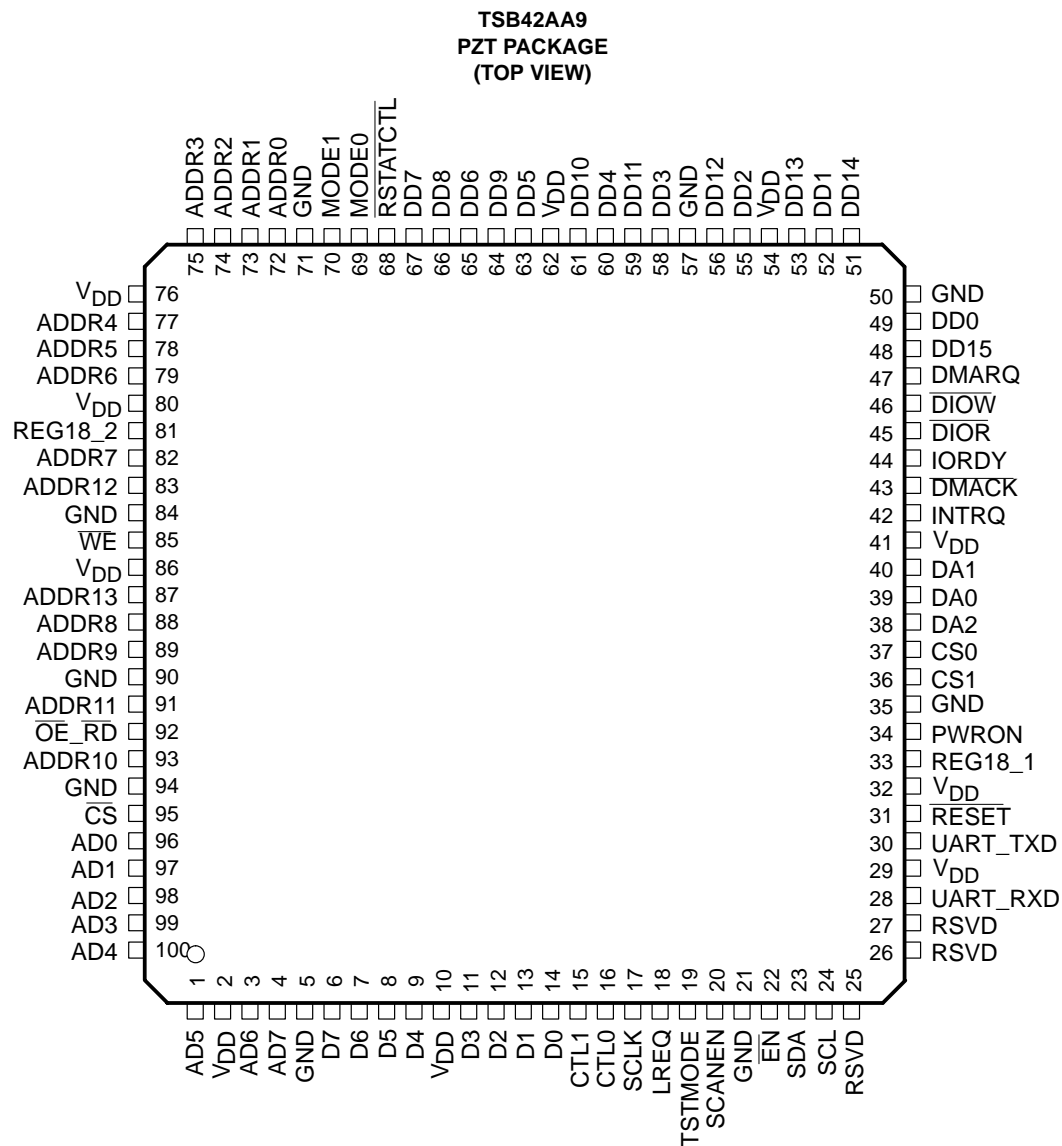 TSB42AA9
PZT PACKAGE
(TOP VIEW)
ADDR3
ADDR2
ADDR1
ADDR0
GND
MODE1
MODE0
RSTATCTL
DD7
DD8
DD6
DD9
DD5
VDD
DD10
DD4
DD11
DD3
GND
DD12
DD2
VDD
DD13
DD1
DD14
75
74
73
72
71
70
69
68
67
66
65
64
63
62
61
60
59
58
57
56
55
54
53
52
51
VDD 76
ADDR4 77
ADDR5 78
ADDR6 79
VDD 80
REG18_2 81
ADDR7 82
ADDR12 83
GND 84
WE 85
VDD 86
ADDR13 87
ADDR8 88
ADDR9 89
GND 90
ADDR11 91
OE_RD 92
ADDR10 93
GND 94
CS 95
AD0 96
AD1 97
AD2 98
AD3 99
AD4 100
50 GND
49 DD0
48 DD15
47 DMARQ
46 DIOW
45 DIOR
44 IORDY
43 DMACK
42 INTRQ
41 VDD
40 DA1
39 DA0
38 DA2
37 CS0
36 CS1
35 GND
34 PWRON
33 REG18_1
32 VDD
31 RESET
30 UART_TXD
29 VDD
28 UART_RXD
27 RSVD
26 RSVD
1
2
3
4
5
6
7
8
9
10
11
12
13
14
15
16
17
18
19
20
21
22
23
24
25
AD5
VDD
AD6
AD7
GND
D7
D6
D5
D4
VDD
D3
D2
D1
D0
CTL1
CTL0
SCLK
LREQ
TSTMODE
SCANEN
GND
EN
SDA
SCL
RSVD